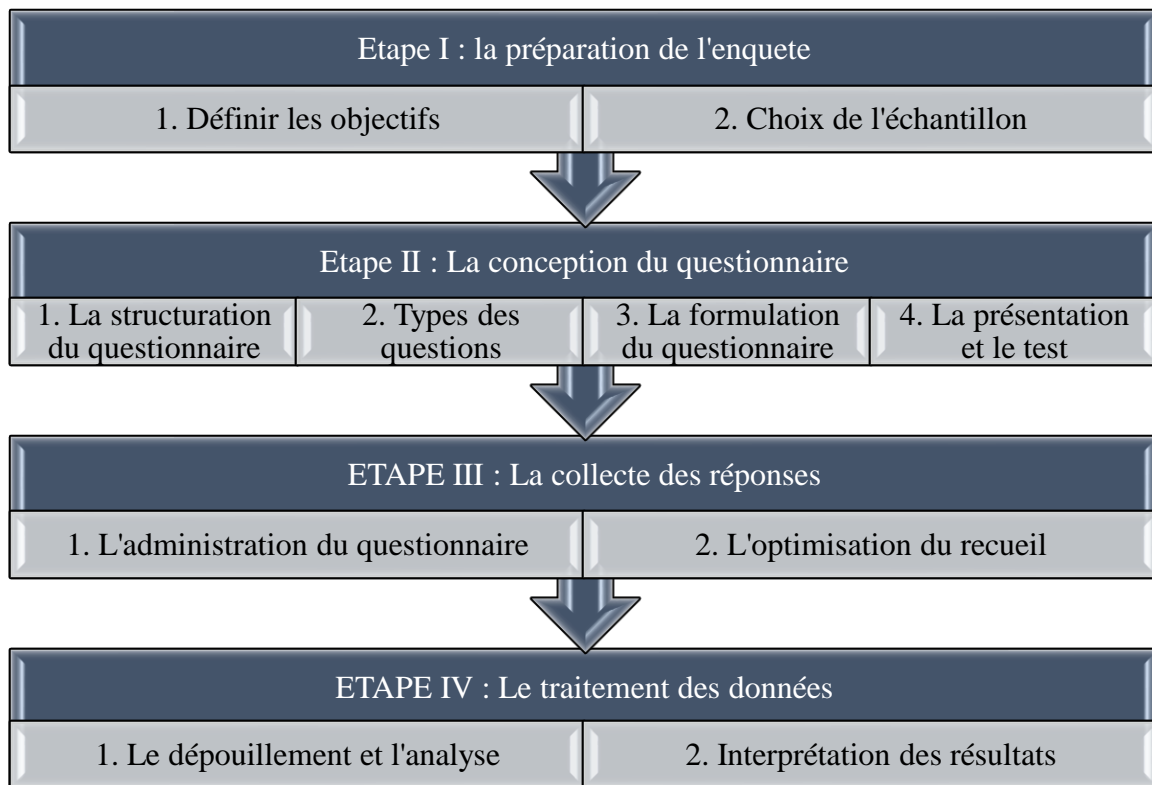 Etape I : la préparation de l'enquete
1. Définir les objectifs
2. Choix de l'échantillon
Etape II : La conception du questionnaire
1. La structuration
du questionnaire
2. Types des
questions
3. La formulation
du questionnaire
4. La présentation
et le test
ETAPE III : La collecte des réponses
1. L'administration du questionnaire
2. L'optimisation du recueil
ETAPE IV : Le traitement des données
1. Le dépouillement et l'analyse
2. Interprétation des résultats